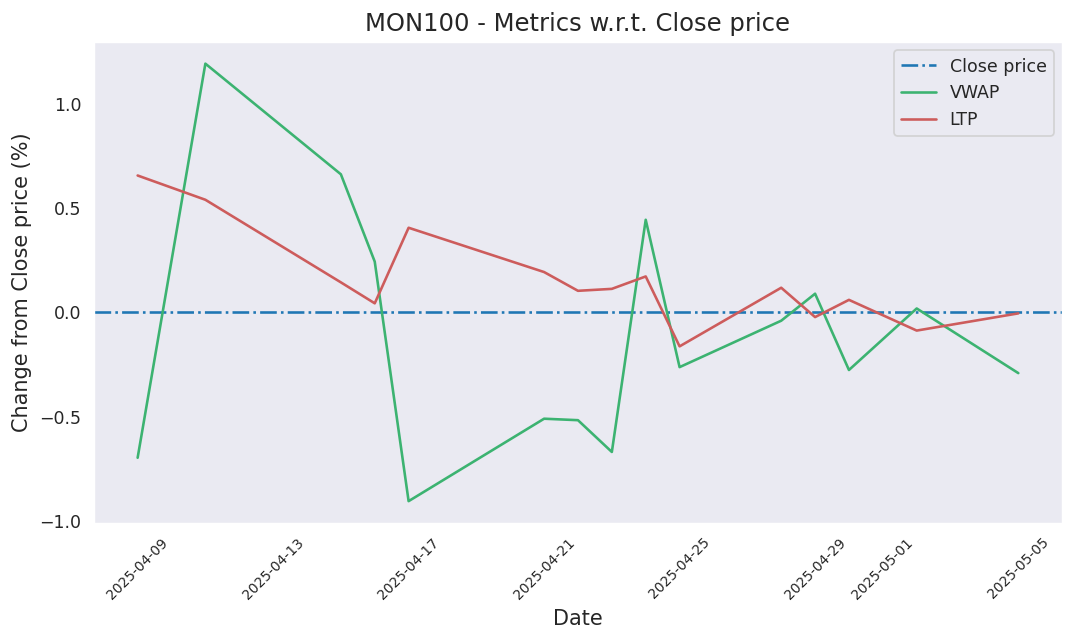 MON100 - Metrics w.r.t. Close price
Close price
VWAP
LTP
Change from Close price (%)
1.0
0.5
0.0
−0.5
−1.0
2025-04-09
2025-04-13
2025-04-17
2025-04-21
2025-04-25
2025-04-29
2025-05-01
2025-05-05
Date